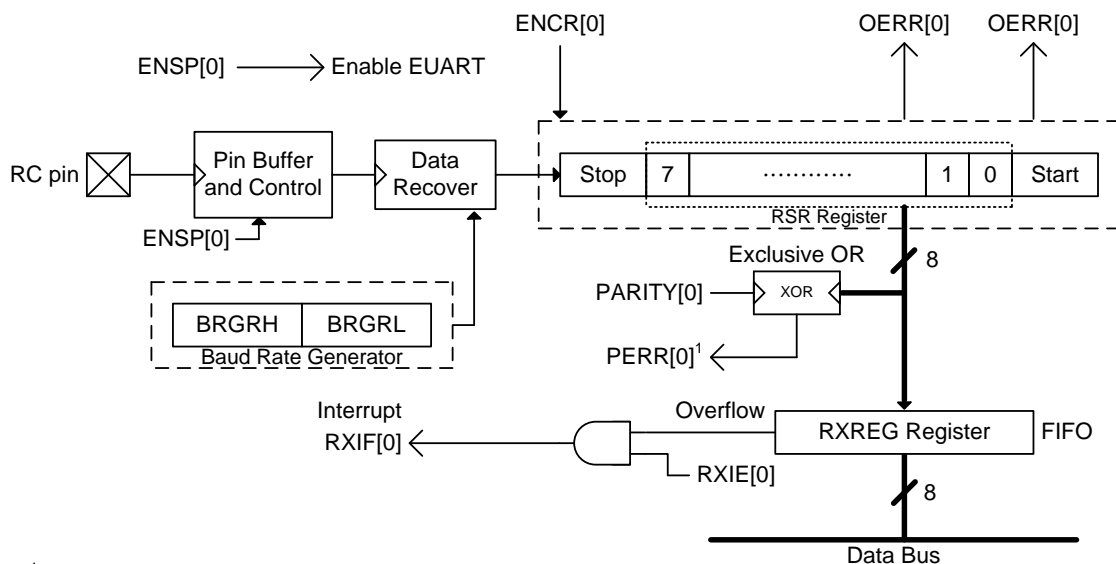 ENCR[0]
OERR[0]
OERR[0]
ENSP[0]
Enable EUART
RC pin
Pin Buffer
and Control
Data
Recover
Stop
7
............
1
0
Start
RSR Register
ENSP[0]
8
Exclusive OR
PARITY[0]
XOR
BRGRH
BRGRL
Baud Rate Generator
PERR[0]¹
Interrupt
RXIF[0]
Overflow
RXREG Register
FIFO
RXIE[0]
8
Data Bus